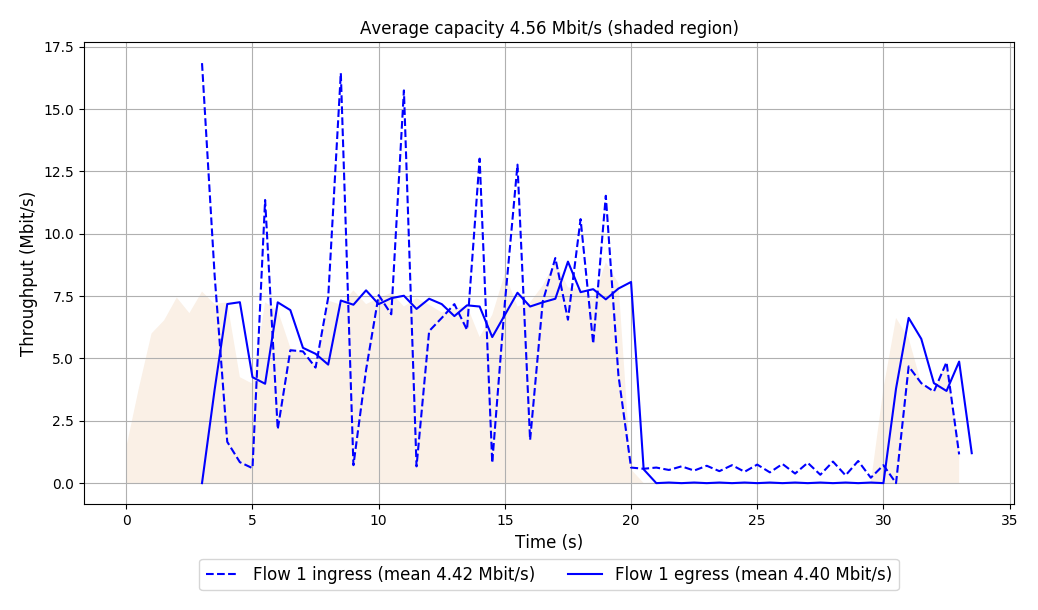 Average capacity 4.56 Mbit/s (shaded region)
17.5
15.0
12.5
10.0
7.5
5.0
2.5
0.0
Throughput (Mbit/s)
0 5 10 15 20 25 30 35
Time (s)
Flow 1 ingress (mean 4.42 Mbit/s) Flow 1 egress (mean 4.40 Mbit/s)